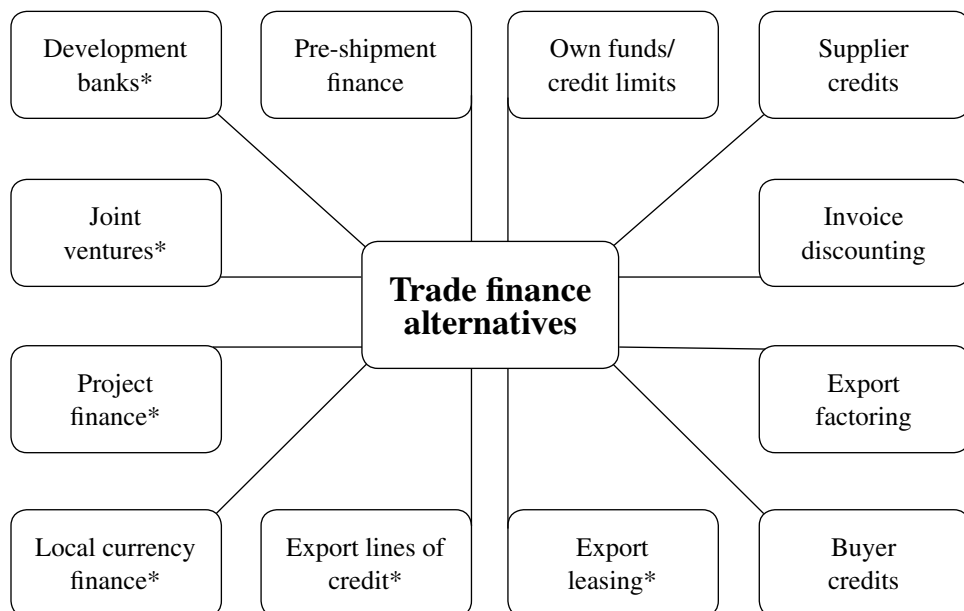 Development
banks*
Pre-shipment
finance
Own funds/
credit limits
Supplier
credits
Joint
ventures*
Invoice
discounting
Trade finance
alternatives
Project
finance*
Export
factoring
Local currency
finance*
Export lines of
credit*
Export
leasing*
Buyer
credits